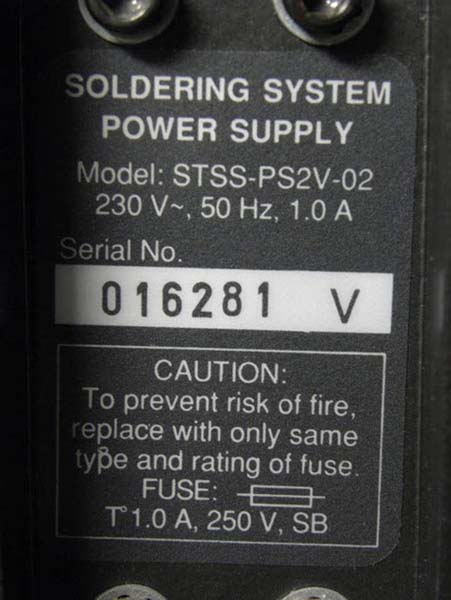 SOLDERING SYSTEM
POWER SUPPLY
Model: STSS-PS2V-02
230 V~, 50 Hz, 1.0 A
Serial No.
016281 V
CAUTION:
To prevent risk of fire,
replace with only same
type and rating of fuse.
FUSE:
T 1.0 A, 250 V, SB